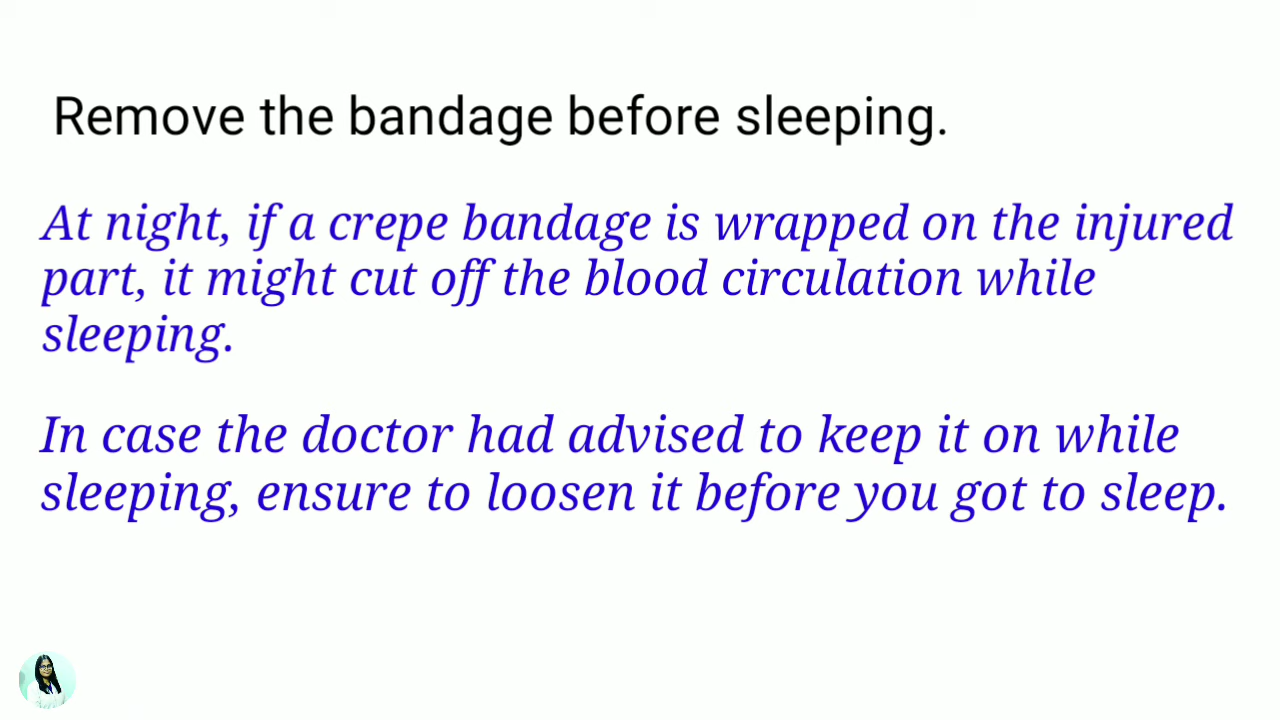 Remove the bandage before sleeping.
At night, if a crepe bandage is wrapped on the injured
part, it might cut off the blood circulation while
sleeping.
In case the doctor had advised to keep it on while
sleeping, ensure to loosen it before you got to sleep.